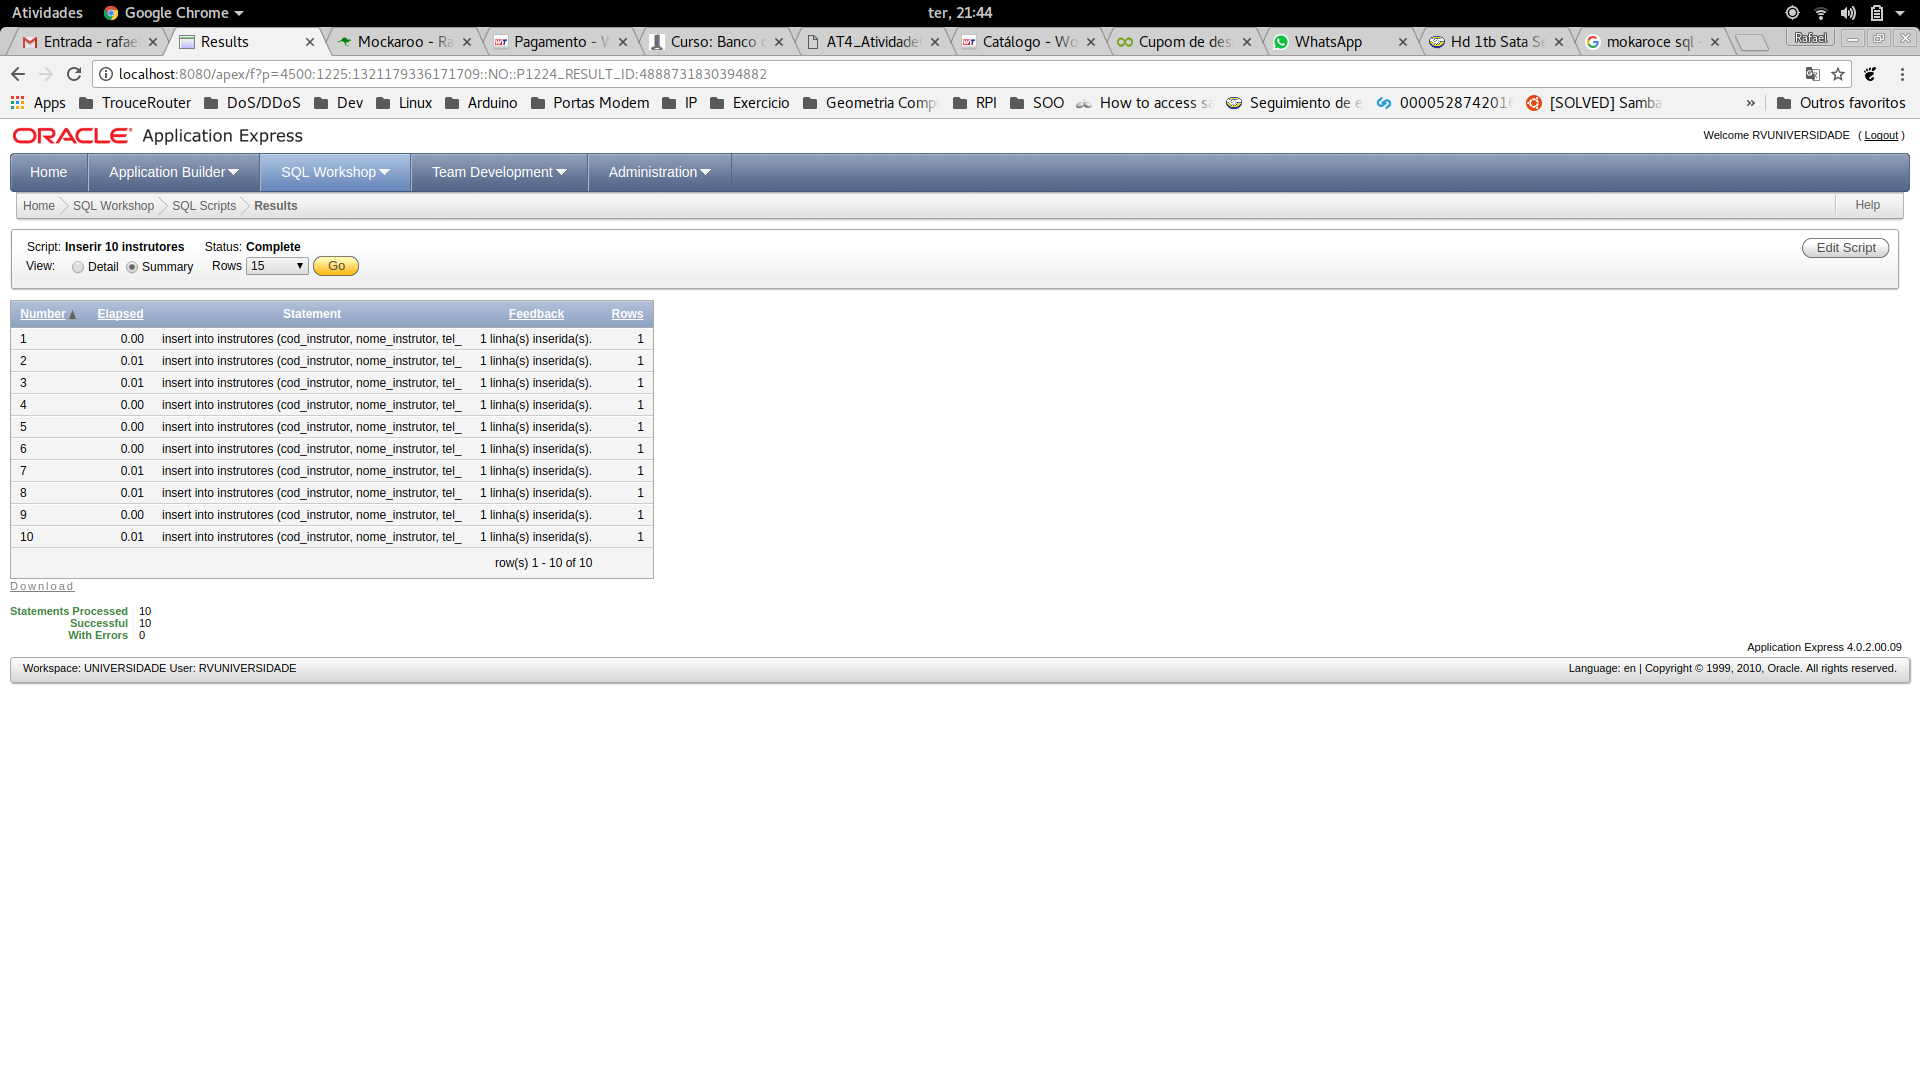 Atividades Google Chrome ter, 21:44
Entrada - rafae Results Mockaroo - Ra Pagamento - W Curso: Banco d AT4_Atividade Catálogo - Wo Cupom de des WhatsApp Hd 1tb Sata Se mokaroce sql - Rafael
localhost:8080/apex/f?p=4500:1225:1321179336171709::NO::P1224_RESULT_ID:4888731830394882
Apps TrouceRouter DoS/DDoS Dev Linux Arduino Portas Modem IP Exercicio Geometria Comp RPI SOO How to access sa Seguimiento de e 0000528742016 [SOLVED] Samba » Outros favoritos
ORACLE Application Express Welcome RVUNIVERSIDADE ( Logout )
Home Application Builder SQL Workshop Team Development Administration
Home SQL Workshop SQL Scripts Results Help
Script: Inserir 10 instrutores Status: Complete Edit Script
View: Detail Summary Rows 15 Go
Number Elapsed Statement Feedback Rows
1 0.00 insert into instrutores (cod_instrutor, nome_instrutor, tel_ 1 linha(s) inserida(s). 1
2 0.01 insert into instrutores (cod_instrutor, nome_instrutor, tel_ 1 linha(s) inserida(s). 1
3 0.01 insert into instrutores (cod_instrutor, nome_instrutor, tel_ 1 linha(s) inserida(s). 1
4 0.00 insert into instrutores (cod_instrutor, nome_instrutor, tel_ 1 linha(s) inserida(s). 1
5 0.00 insert into instrutores (cod_instrutor, nome_instrutor, tel_ 1 linha(s) inserida(s). 1
6 0.00 insert into instrutores (cod_instrutor, nome_instrutor, tel_ 1 linha(s) inserida(s). 1
7 0.01 insert into instrutores (cod_instrutor, nome_instrutor, tel_ 1 linha(s) inserida(s). 1
8 0.01 insert into instrutores (cod_instrutor, nome_instrutor, tel_ 1 linha(s) inserida(s). 1
9 0.00 insert into instrutores (cod_instrutor, nome_instrutor, tel_ 1 linha(s) inserida(s). 1
10 0.01 insert into instrutores (cod_instrutor, nome_instrutor, tel_ 1 linha(s) inserida(s). 1
row(s) 1 - 10 of 10
Download
Statements Processed 10
Successful 10
With Errors 0
Application Express 4.0.2.00.09
Workspace: UNIVERSIDADE User: RVUNIVERSIDADE Language: en | Copyright © 1999, 2010, Oracle. All rights reserved.